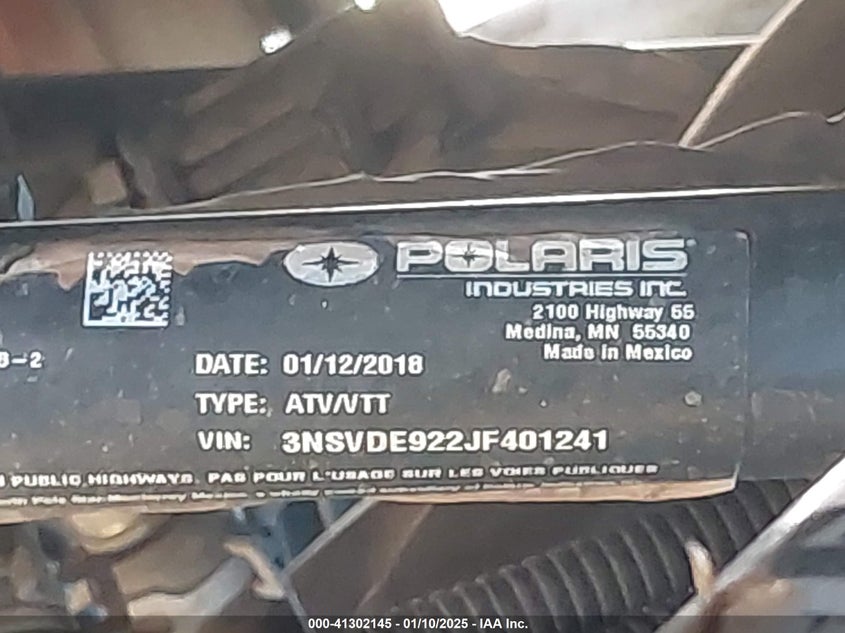 POLARIS
INDUSTRIES INC.
2100 Highway 55
Medina, MN 55340
Made in Mexico
-2
DATE: 01/12/2018
TYPE: ATV/VTT
VIN: 3NSVDE922JF401241
PUBLIC HIGHWAYS. PAS POUR L'USAGE SUR LES VOIES PUBLIQUES
000-41302145 - 01/10/2025 - IAA Inc.